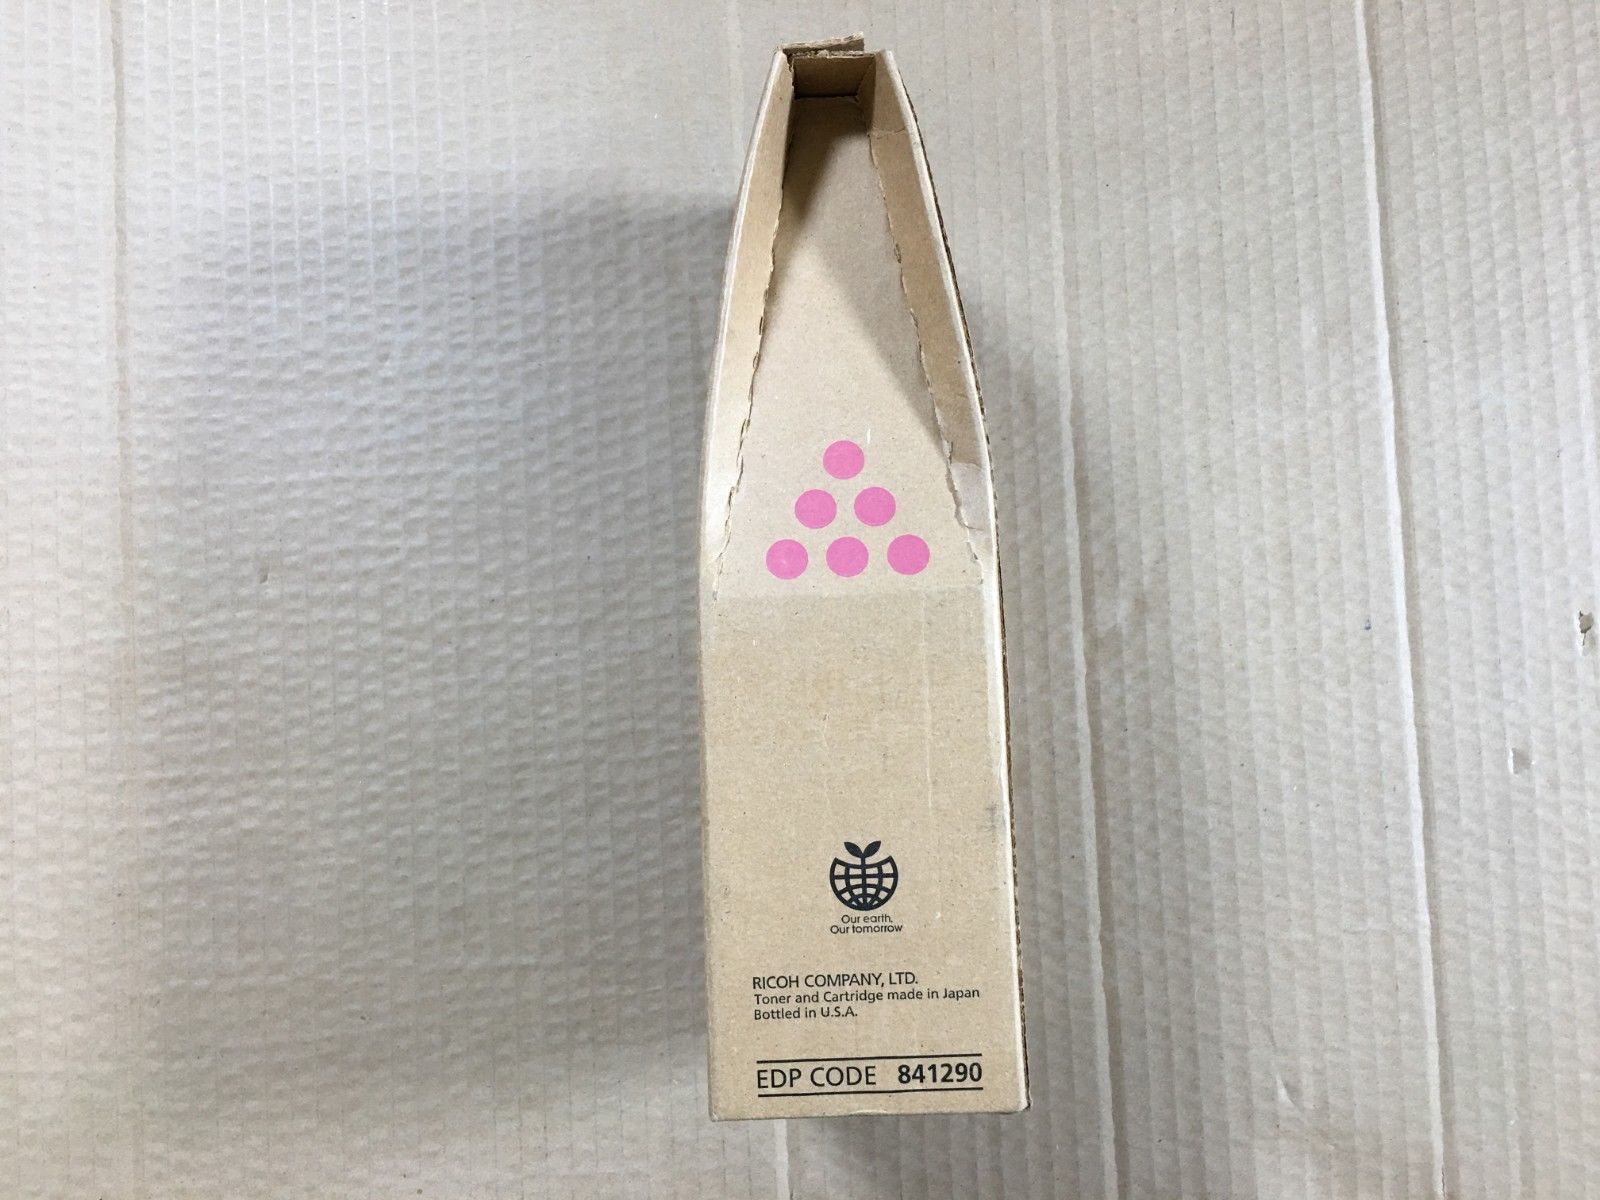 Our earth,
Our tomorrow
RICOH COMPANY, LTD.
Toner and Cartridge made in Japan
Bottled in U.S.A.
EDP CODE 841290